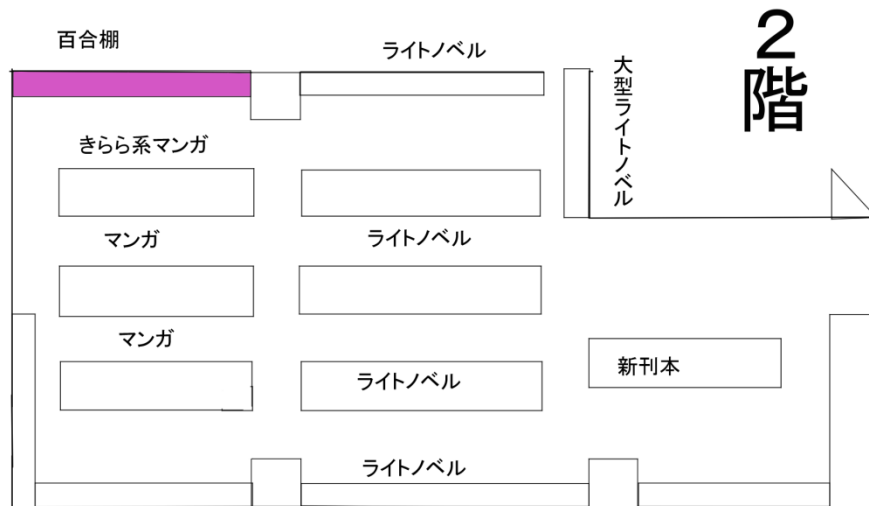 百合棚
ライトノベル
2階
大型ライトノベル
きらら系マンガ
マンガ
ライトノベル
マンガ
新刊本
ライトノベル
ライトノベル